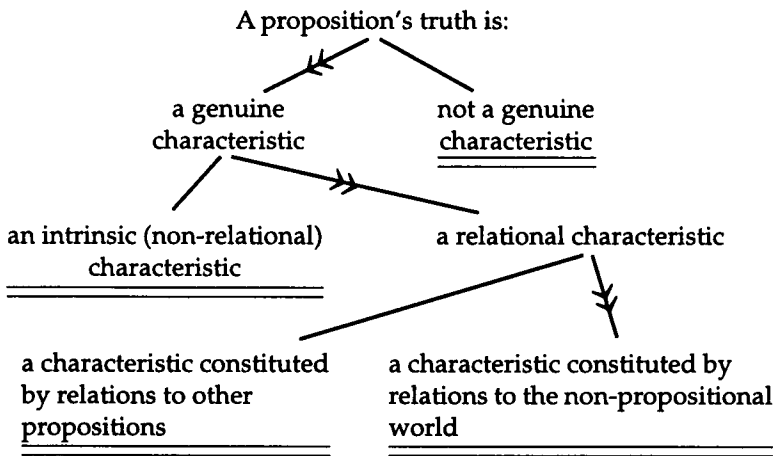 A proposition's truth is:
a genuine
characteristic
not a genuine
characteristic
an intrinsic (non-relational)
characteristic
a relational characteristic
a characteristic constituted
by relations to other
propositions
a characteristic constituted by
relations to the non-propositional
world